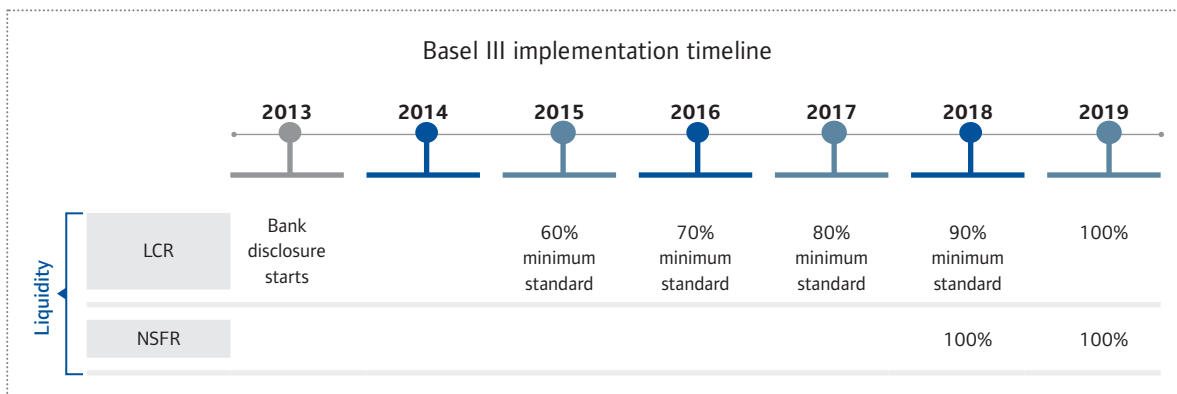 Basel III implementation timeline
2013 2014 2015 2016 2017 2018 2019
Liquidity
LCR
Bank
disclosure
starts
60%
minimum
standard
70%
minimum
standard
80%
minimum
standard
90%
minimum
standard
100%
NSFR
100%
100%